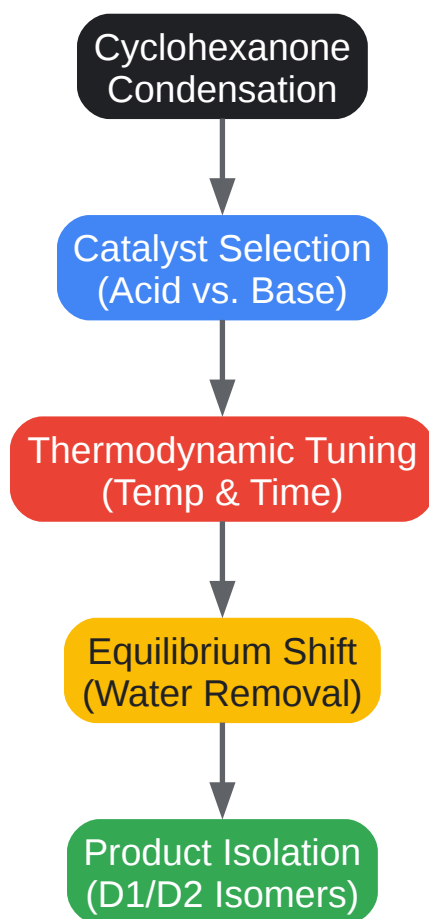 Cyclohexanone
Condensation
Catalyst Selection
(Acid vs. Base)
Thermodynamic Tuning
(Temp & Time)
Equilibrium Shift
(Water Removal)
Product Isolation
(D1/D2 Isomers)